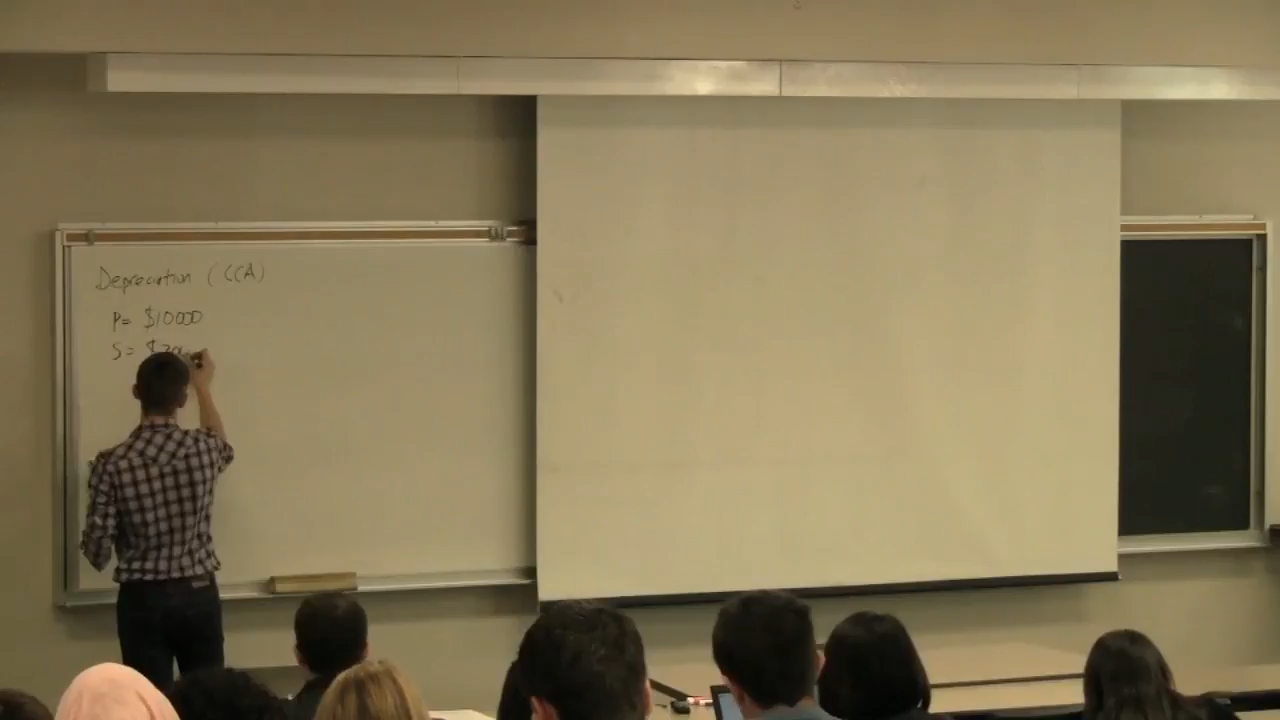 Depreciation (CCA)
P= $10000
S=